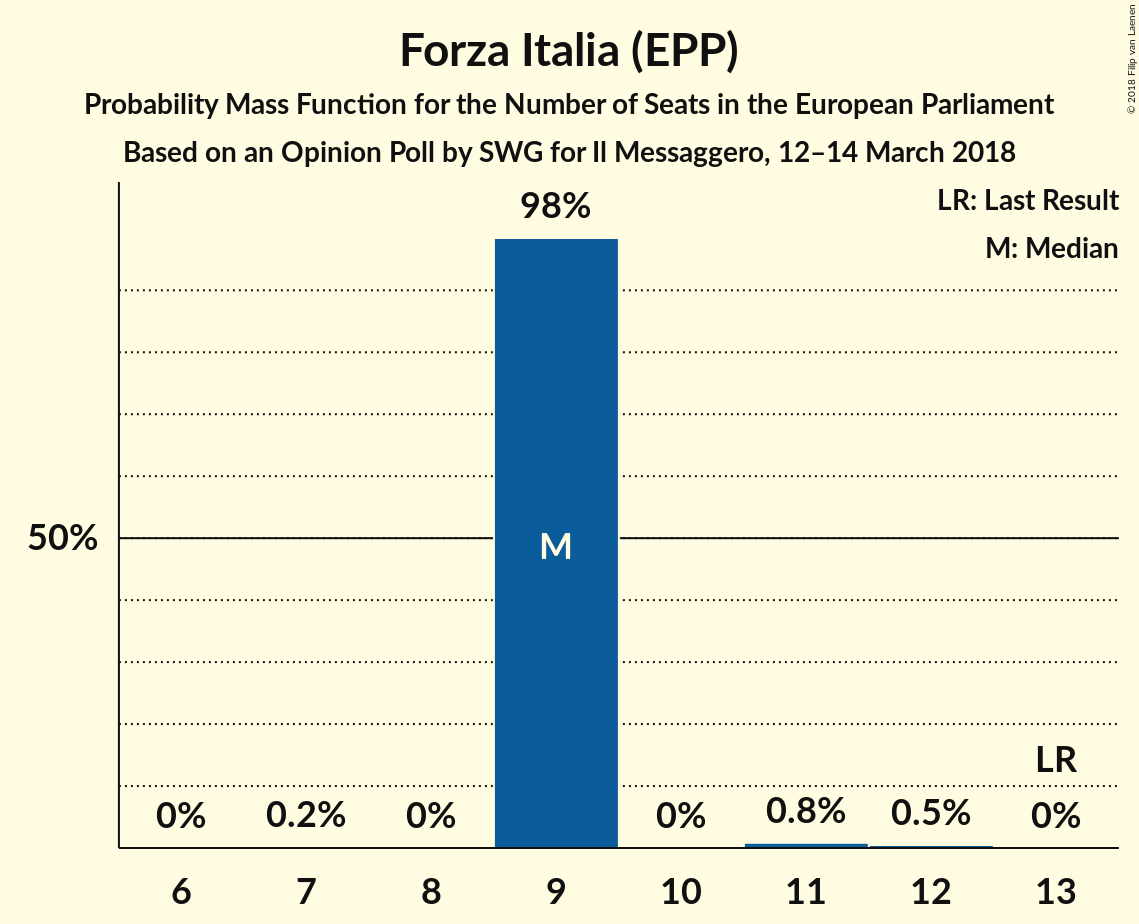 Forza Italia (EPP)
Probability Mass Function for the Number of Seats in the European Parliament
Based on an Opinion Poll by SWG for Il Messaggero, 12–14 March 2018
© 2018 Filip van Laenen
LR: Last Result
M: Median
98%
50%
M
LR
0% 0.2% 0% 0% 0.8% 0.5% 0%
6 7 8 9 10 11 12 13